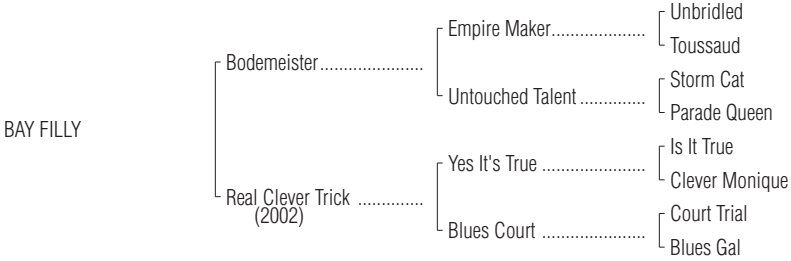 BAY FILLY
Bodemeister......................
Real Clever Trick ..............
(2002)
Empire Maker....................
Untouched Talent ..............
Yes It's True ......................
Blues Court ......................
Unbridled
Toussaud
Storm Cat
Parade Queen
Is It True
Clever Monique
Court Trial
Blues Gal